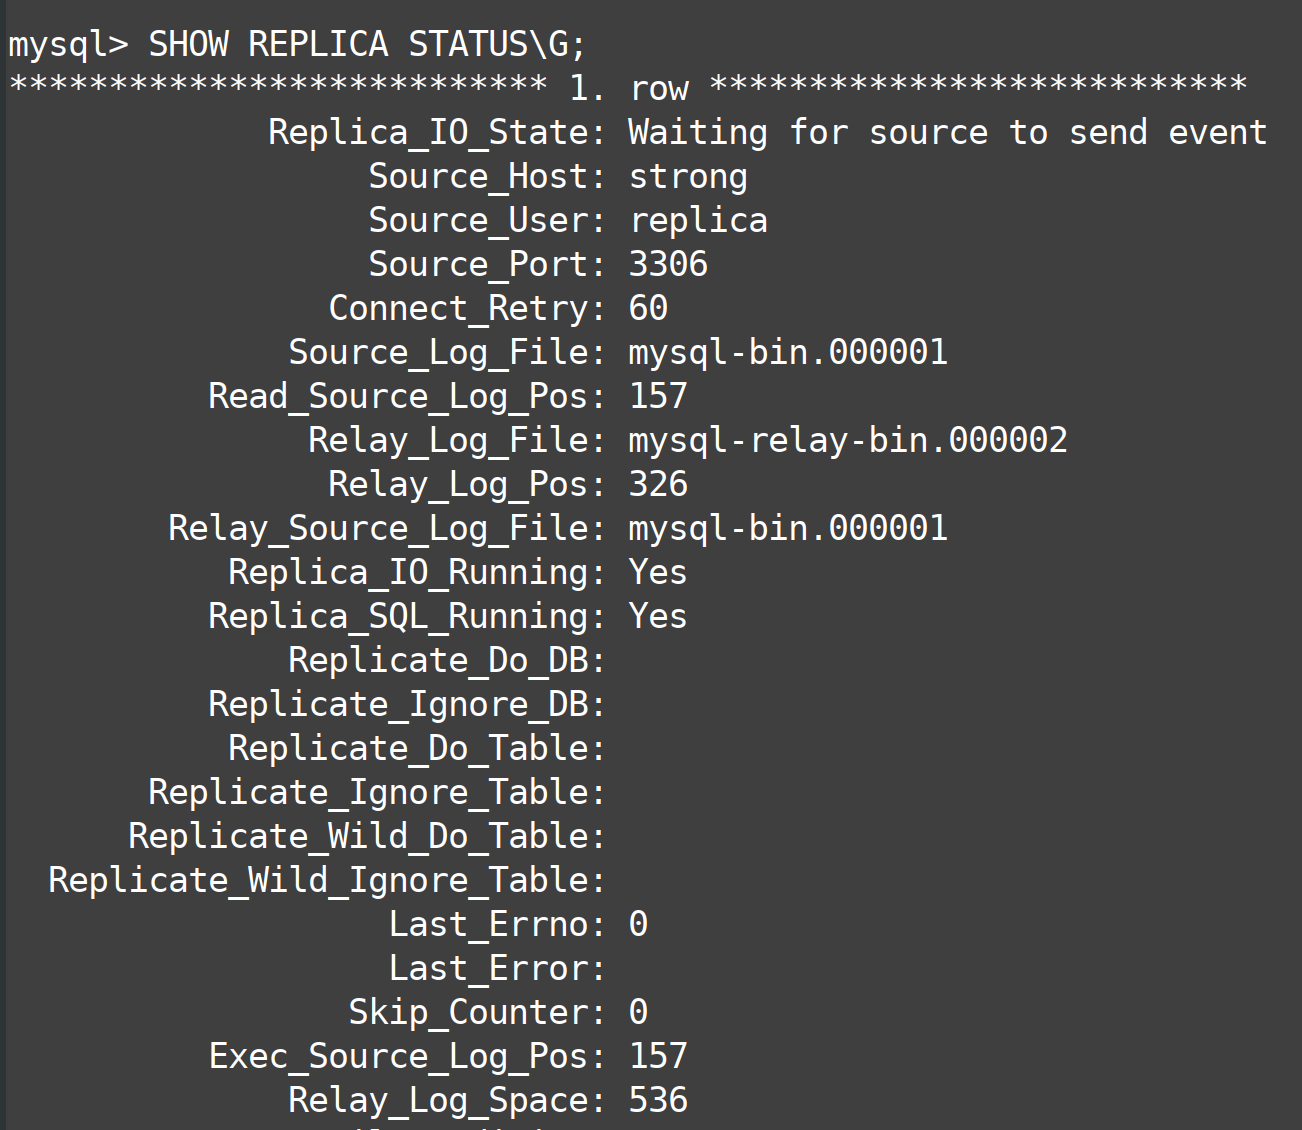 mysql> SHOW REPLICA STATUS\G;
*************************** 1. row ***************************
Replica_IO_State: Waiting for source to send event
Source_Host: strong
Source_User: replica
Source_Port: 3306
Connect_Retry: 60
Source_Log_File: mysql-bin.000001
Read_Source_Log_Pos: 157
Relay_Log_File: mysql-relay-bin.000002
Relay_Log_Pos: 326
Relay_Source_Log_File: mysql-bin.000001
Replica_IO_Running: Yes
Replica_SQL_Running: Yes
Replicate_Do_DB:
Replicate_Ignore_DB:
Replicate_Do_Table:
Replicate_Ignore_Table:
Replicate_Wild_Do_Table:
Replicate_Wild_Ignore_Table:
Last_Errno: 0
Last_Error:
Skip_Counter: 0
Exec_Source_Log_Pos: 157
Relay_Log_Space: 536